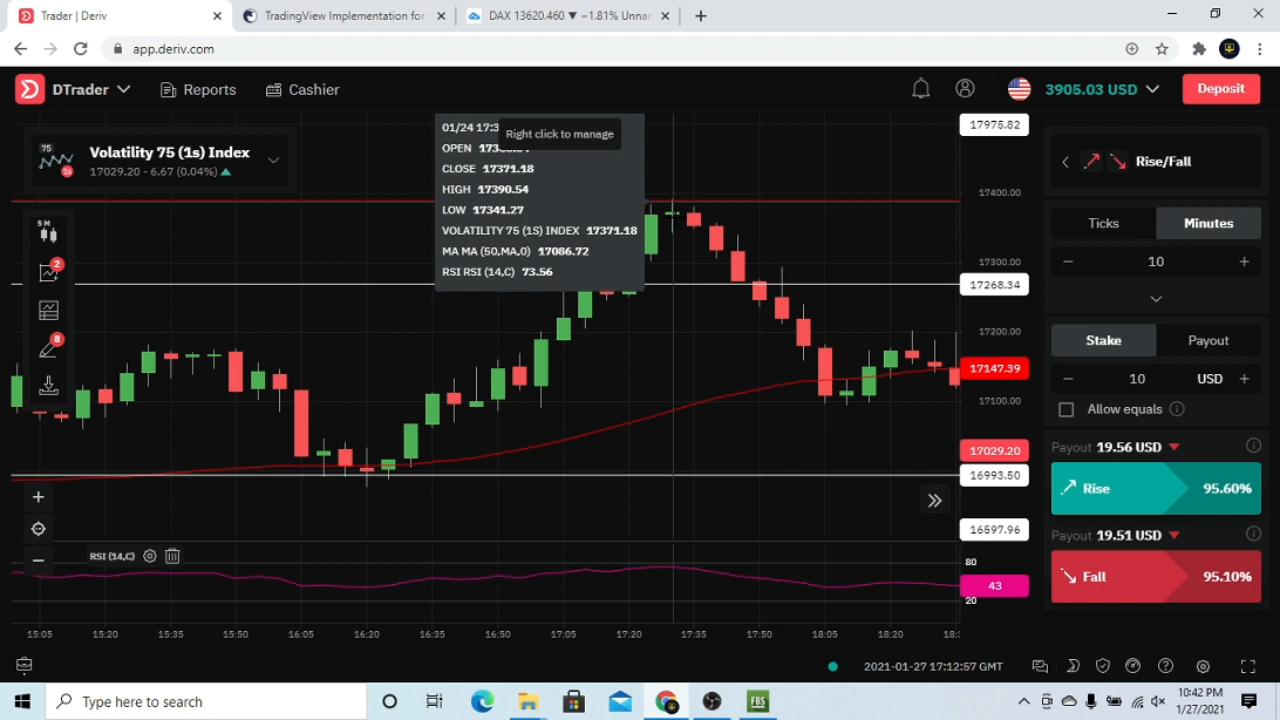 Trader | Deriv
TradingView Implementation for
DAX 13620.460 ▼ −1.81% Unnan
app.deriv.com
DTrader
Reports
Cashier
3905.03 USD
Deposit
75
1s
Volatility 75 (1s) Index
17029.20 - 6.67 (0.04%) ▲
5 M
2
8
01/24 17:3
Right click to manage
OPEN
CLOSE 17371.18
HIGH 17390.54
LOW 17341.27
VOLATILITY 75 (1S) INDEX 17371.18
MA MA (50,MA,0) 17086.72
RSI RSI (14,C) 73.56
17975.82
17400.00
17300.00
17268.34
17200.00
17147.39
17100.00
17029.20
16993.50
RSI (14,C)
80
43
20
15:05
15:20
15:35
15:50
16:05
16:20
16:35
16:50
17:05
17:20
17:35
17:50
18:05
18:20
Rise/Fall
Ticks
Minutes
− 10 +
Stake
Payout
− 10 USD +
Allow equals
Payout 19.56 USD ▼
Rise 95.60%
Payout 19.51 USD ▼
Fall 95.10%
2021-01-27 17:12:57 GMT
Type here to search
FBS
10:42 PM
1/27/2021